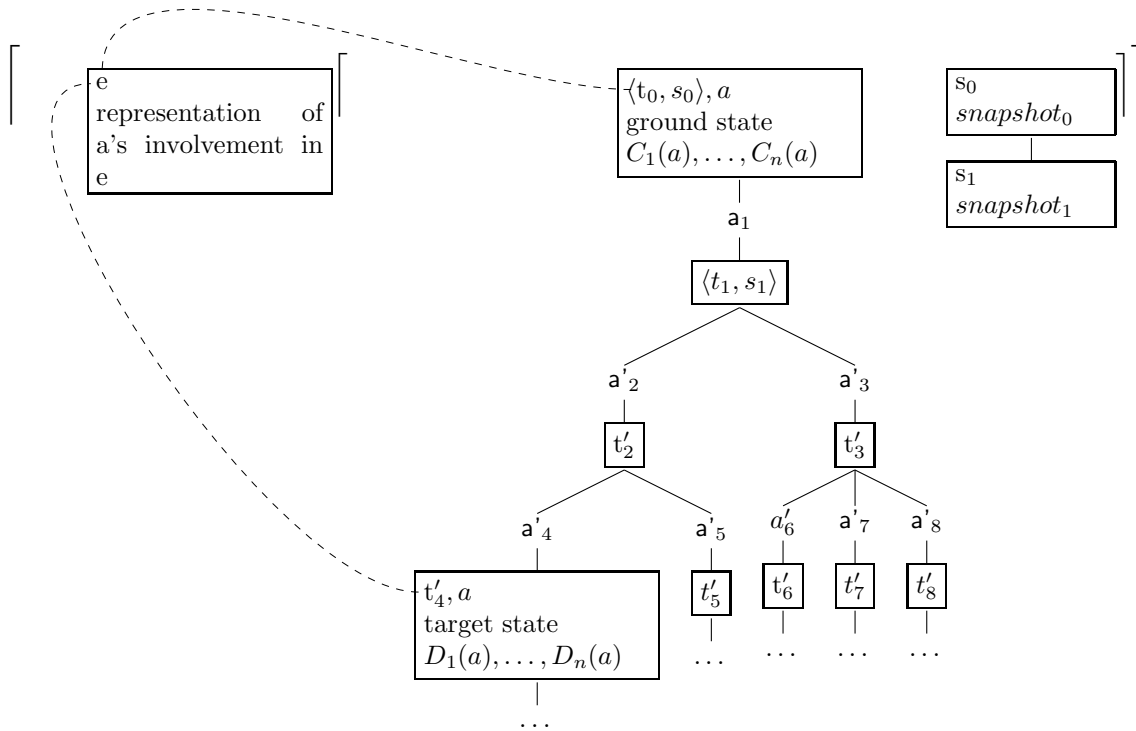 e
representation of
a's involvement in
e
⟨t₀, s₀⟩, a
ground state
C₁(a), . . . , Cₙ(a)
s₀
snapshot₀
s₁
snapshot₁
a₁
⟨t₁, s₁⟩
a'₂
a'₃
t′₂
t′₃
a'₄
a'₅
a′₆
a'₇
a'₈
t′₄, a
target state
D₁(a), . . . , Dₙ(a)
t′₅
t′₆
t′₇
t′₈
. . .
. . .
. . .
. . .
. . .